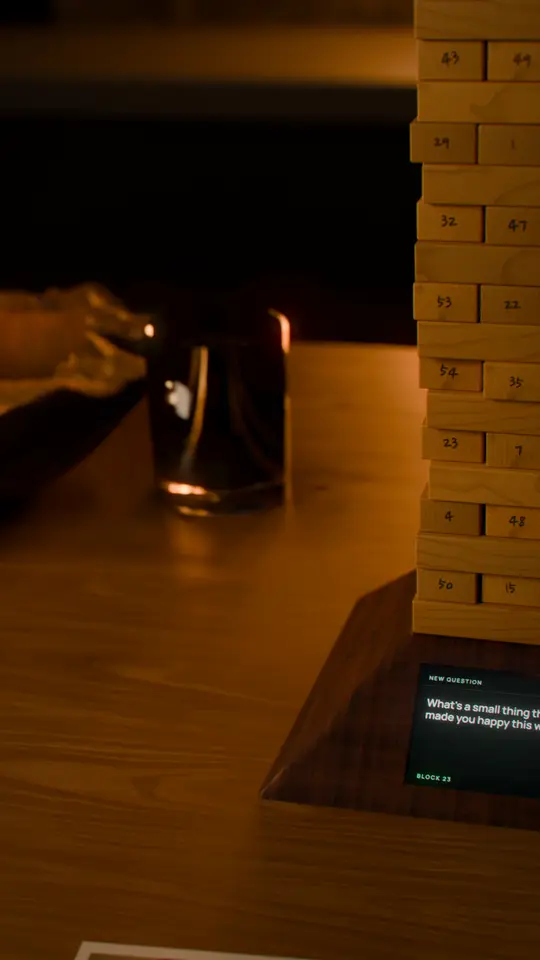 43 49
29 1
32 47
53 22
54 35
23 7
4 48
50 15
NEW QUESTION
What's a small thing th
made you happy this w
BLOCK 23